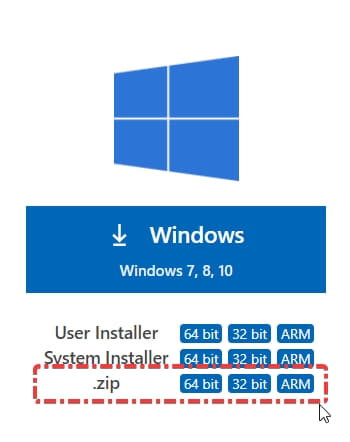 Windows
Windows 7, 8, 10
User Installer 64 bit 32 bit ARM
System Installer 64 bit 32 bit ARM
.zip 64 bit 32 bit ARM